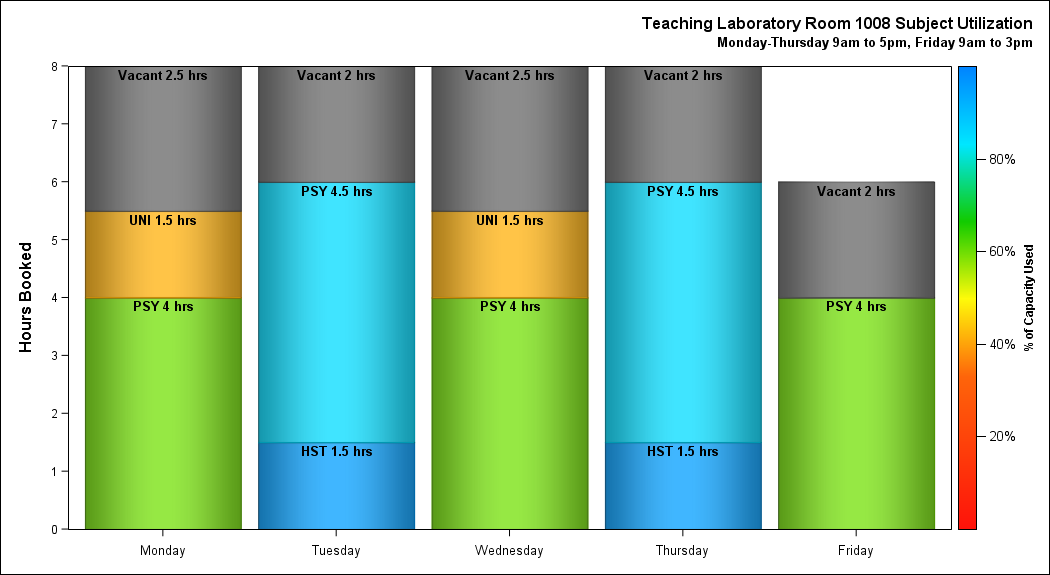 Teaching Laboratory Room 1008 Subject Utilization
Monday-Thursday 9am to 5pm, Friday 9am to 3pm
Hours Booked
8
7
6
5
4
3
2
1
0
Vacant 2.5 hrs
UNI 1.5 hrs
PSY 4 hrs
Vacant 2 hrs
PSY 4.5 hrs
HST 1.5 hrs
Vacant 2.5 hrs
UNI 1.5 hrs
PSY 4 hrs
Vacant 2 hrs
PSY 4.5 hrs
HST 1.5 hrs
Vacant 2 hrs
PSY 4 hrs
Monday
Tuesday
Wednesday
Thursday
Friday
80%
60%
40%
20%
% of Capacity Used